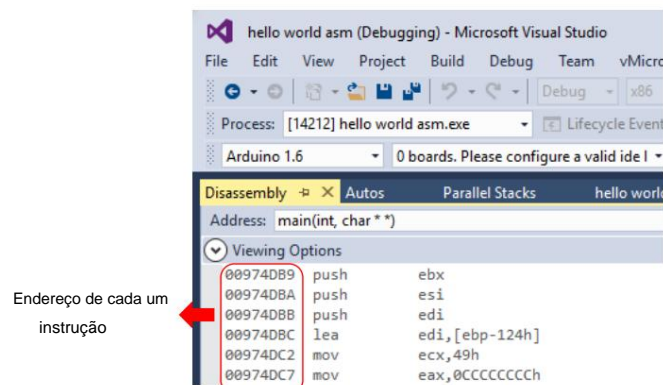 hello world asm (Debugging) - Microsoft Visual Studio
File Edit View Project Build Debug Team vMicro
Debug x86
Process: [14212] hello world asm.exe Lifecycle Event
Arduino 1.6 0 boards. Please configure a valid ide l
Disassembly Autos Parallel Stacks hello world
Address: main(int, char * *)
Viewing Options
00974DB9 push ebx
00974DBA push esi
00974DBB push edi
00974DBC lea edi,[ebp-124h]
00974DC2 mov ecx,49h
00974DC7 mov eax,0CCCCCCCCh
Endereço de cada um
instrução